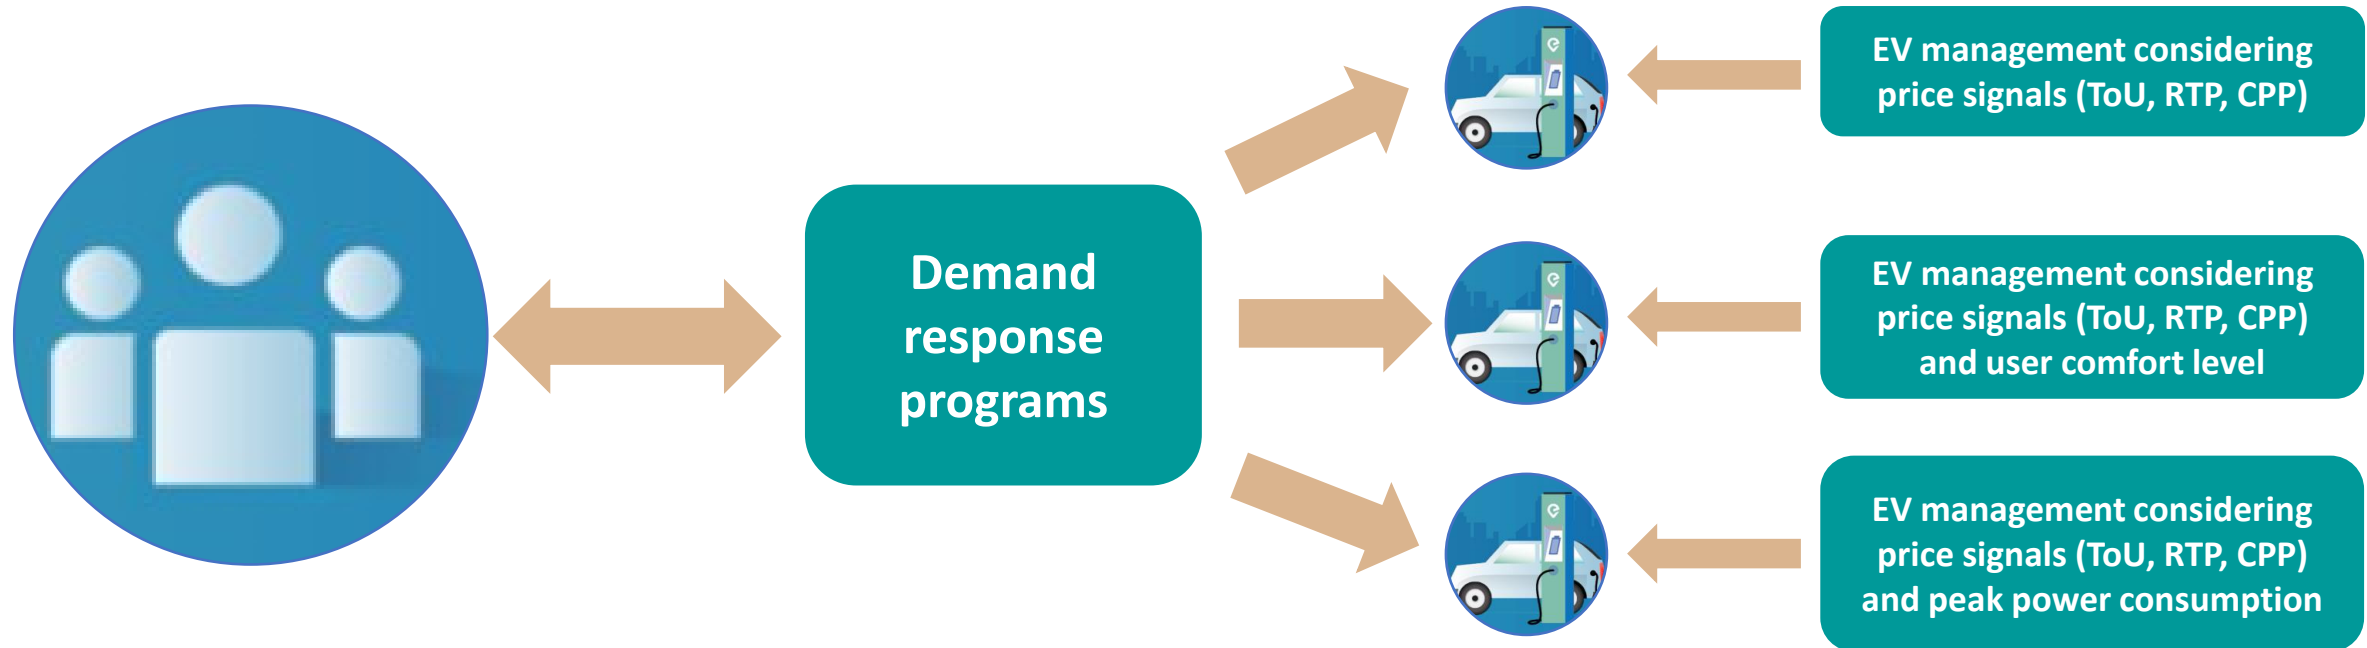 Demand
response
programs
EV management considering
price signals (ToU, RTP, CPP)
EV management considering
price signals (ToU, RTP, CPP)
and user comfort level
EV management considering
price signals (ToU, RTP, CPP)
and peak power consumption